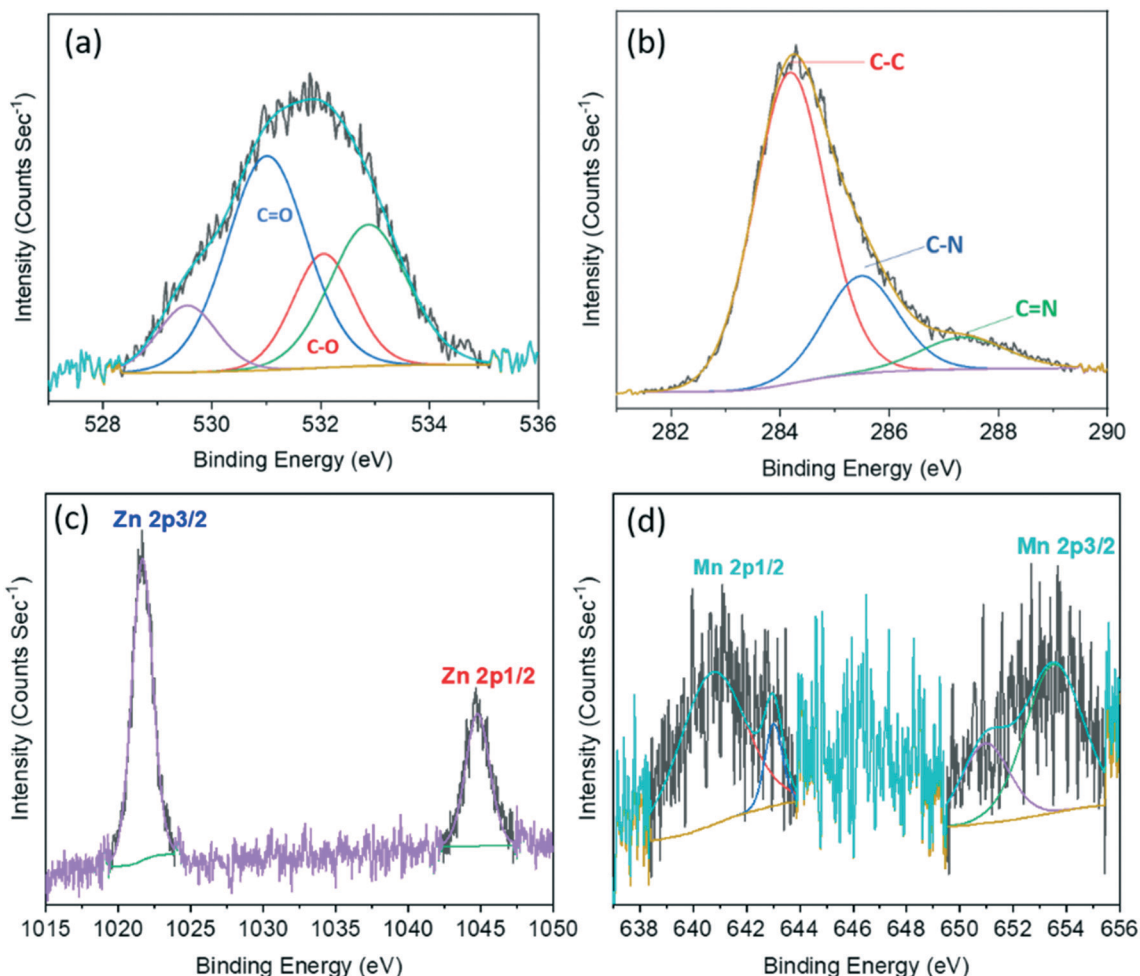 (a)
C=O
C-O
Intensity (Counts Sec⁻¹)
528 530 532 534 536
Binding Energy (eV)
(b)
C-C
C-N
C=N
Intensity (Counts Sec⁻¹)
282 284 286 288 290
Binding Energy (eV)
(c)
Zn 2p3/2
Zn 2p1/2
Intensity (Counts Sec⁻¹)
1015 1020 1025 1030 1035 1040 1045 1050
Binding Energy (eV)
(d)
Mn 2p1/2
Mn 2p3/2
Intensity (Counts Sec⁻¹)
638 640 642 644 646 648 650 652 654 656
Binding Energy (eV)